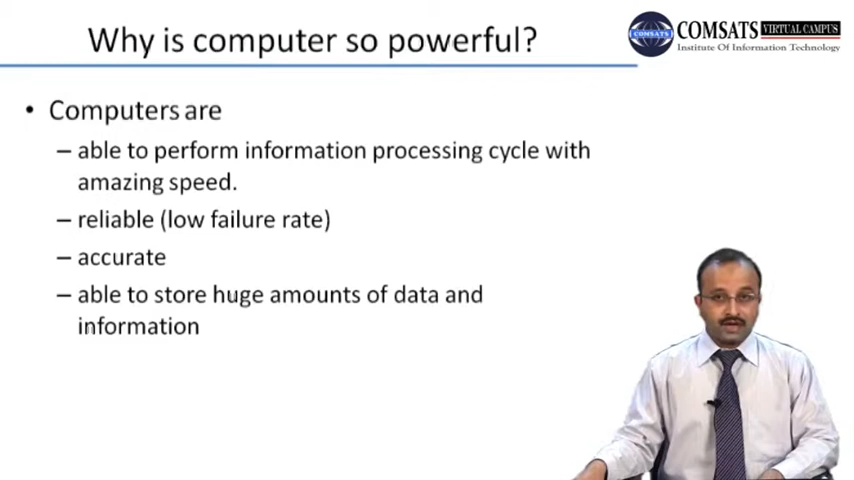 Why is computer so powerful?
COMSATS VIRTUAL CAMPUS
Institute Of Information Technology
COMSATS
• Computers are
– able to perform information processing cycle with
amazing speed.
– reliable (low failure rate)
– accurate
– able to store huge amounts of data and
information